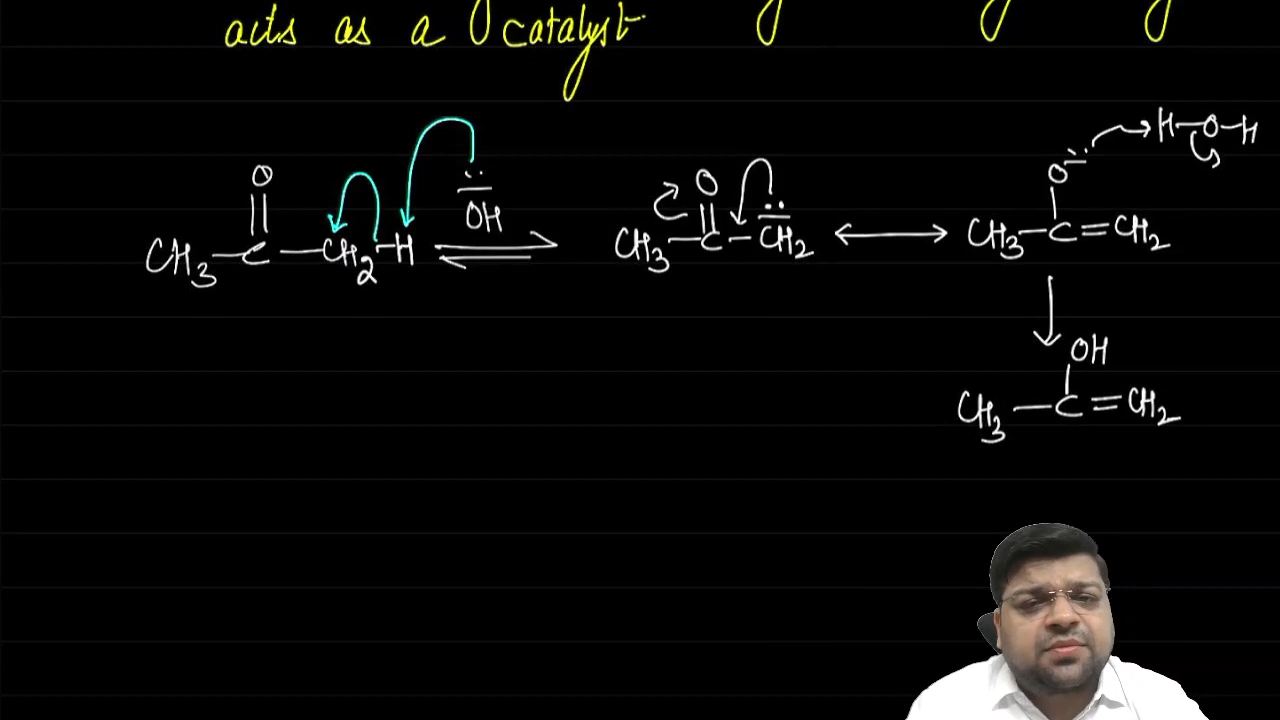 acts as a catalyst
O O O H-O-H
OH
CH3-C-CH2-H CH3-C-CH2 CH3-C=CH2
OH
CH3-C=CH2